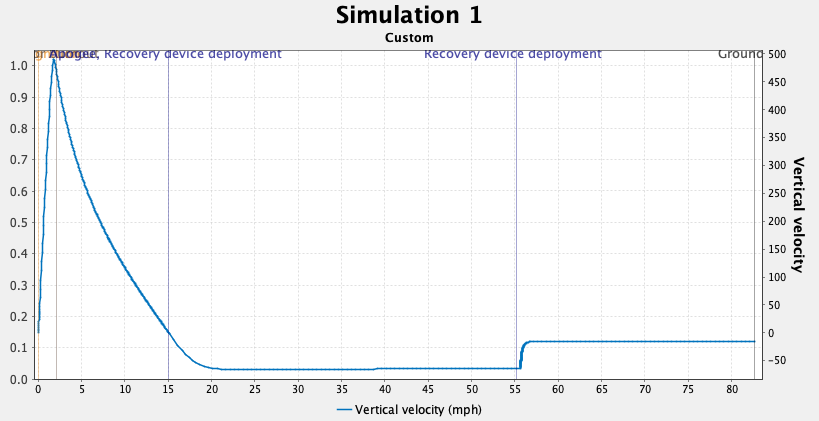 Simulation 1
Custom
Apogee, Recovery device deployment
Recovery device deployment
Ground
1.0
0.9
0.8
0.7
0.6
0.5
0.4
0.3
0.2
0.1
0.0
500
450
400
350
300
250
200
150
100
50
0
-50
Vertical velocity
0 5 10 15 20 25 30 35 40 45 50 55 60 65 70 75 80
Vertical velocity (mph)